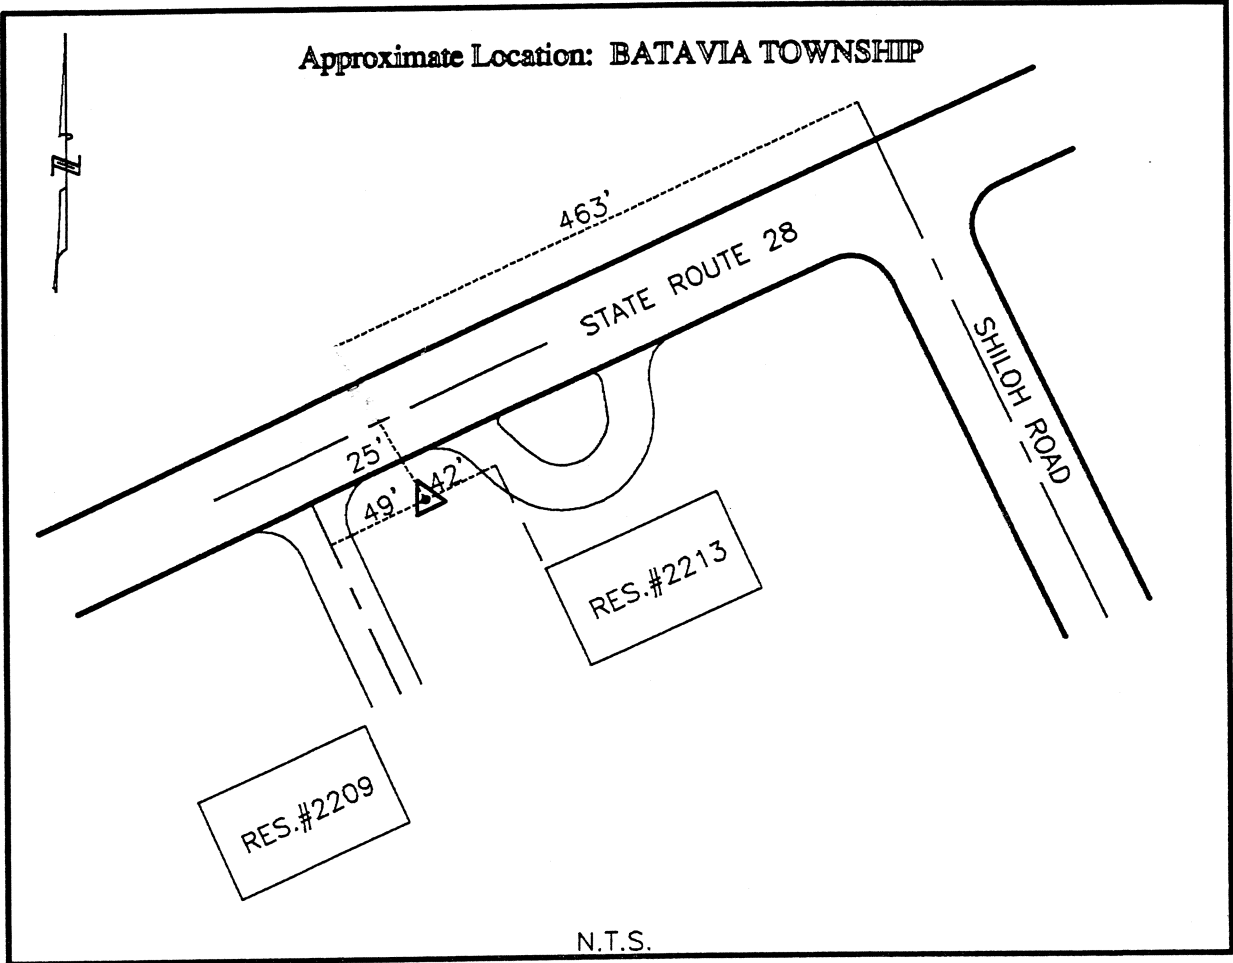 Approximate Location: BATAVIA TOWNSHIP
N
463'
STATE ROUTE 28
SHILOH ROAD
25'
42'
49'
RES.#2213
RES.#2209
N.T.S.